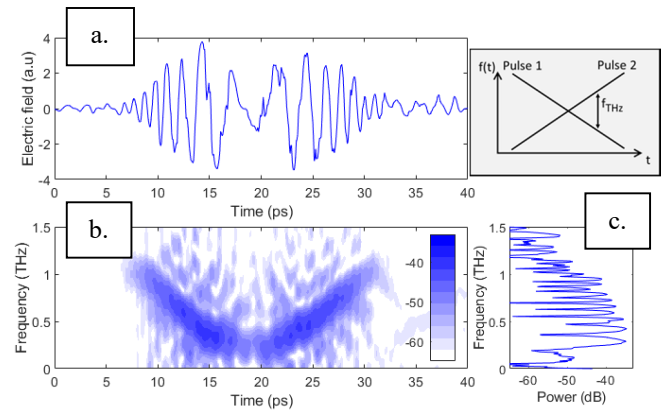 a.
4
2
0
-2
-4
Electric field (a.u)
0 5 10 15 20 25 30 35 40
Time (ps)
Pulse 1 Pulse 2
f(t)
fTHz
t
b.
1.5
1
0.5
0
Frequency (THz)
-40
-50
-60
0 5 10 15 20 25 30 35 40
Time (ps)
c.
1.5
1
0.5
0
Frequency (THz)
-60 -50 -40
Power (dB)